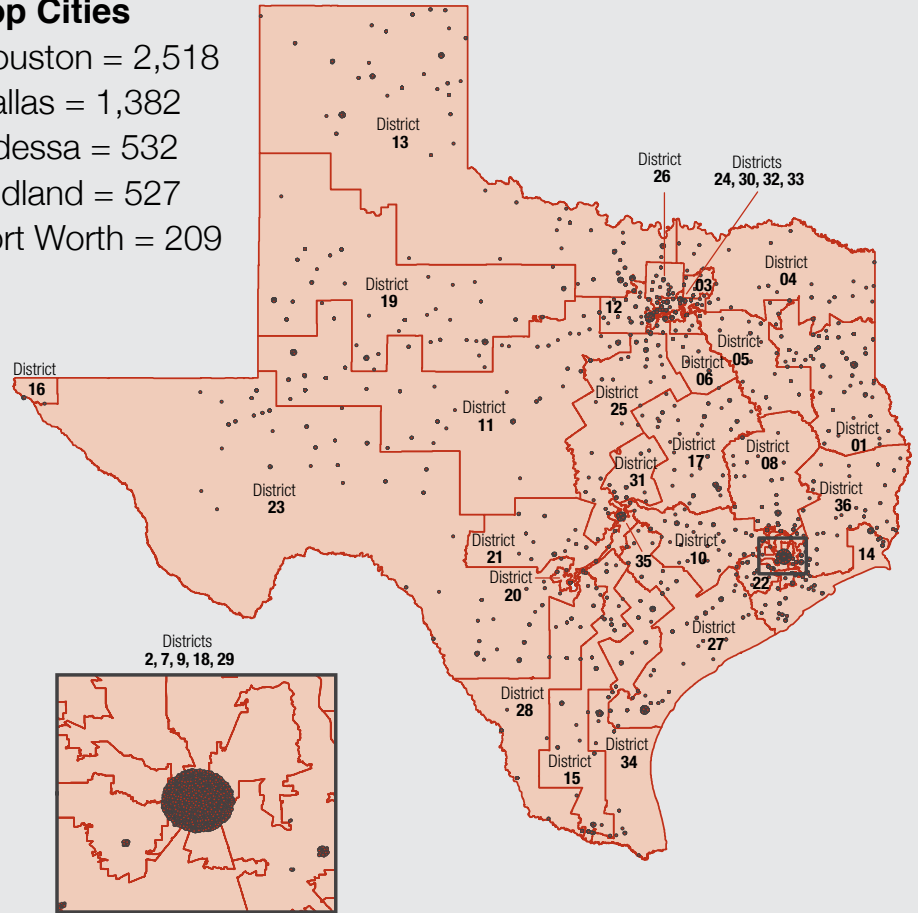 op Cities
ouston = 2,518
allas = 1,382
dessa = 532
dland = 527
ort Worth = 209
District
13
District
26
Districts
24, 30, 32, 33
District
04
03
12
District
19
District
05
District
06
District
16
District
25
District
11
District
01
District
17
District
08
District
31
District
36
District
23
District
21
District
10
35
14
District
20
22
District
27
Districts
2, 7, 9, 18, 29
District
28
District
34
District
15